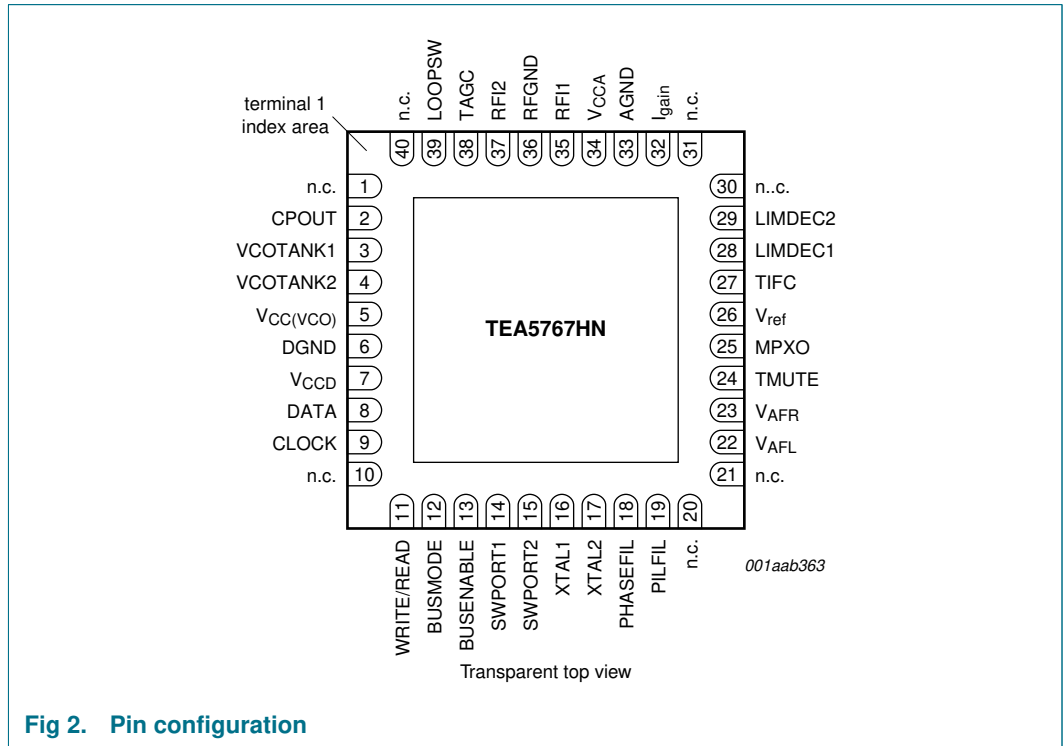 terminal 1
index area
n.c.
LOOPSW
TAGC
RFI2
RFGND
RFI1
VCCA
AGND
Igain
n.c.
40 39 38 37 36 35 34 33 32 31
n.c. 1
CPOUT 2
VCOTANK1 3
VCOTANK2 4
VCC(VCO) 5
DGND 6
VCCD 7
DATA 8
CLOCK 9
n.c. 10
TEA5767HN
30 n..c.
29 LIMDEC2
28 LIMDEC1
27 TIFC
26 Vref
25 MPXO
24 TMUTE
23 VAFR
22 VAFL
21 n.c.
11 12 13 14 15 16 17 18 19 20
WRITE/READ
BUSMODE
BUSENABLE
SWPORT1
SWPORT2
XTAL1
XTAL2
PHASEFIL
PILFIL
n.c.
001aab363
Transparent top view
Fig 2. Pin configuration